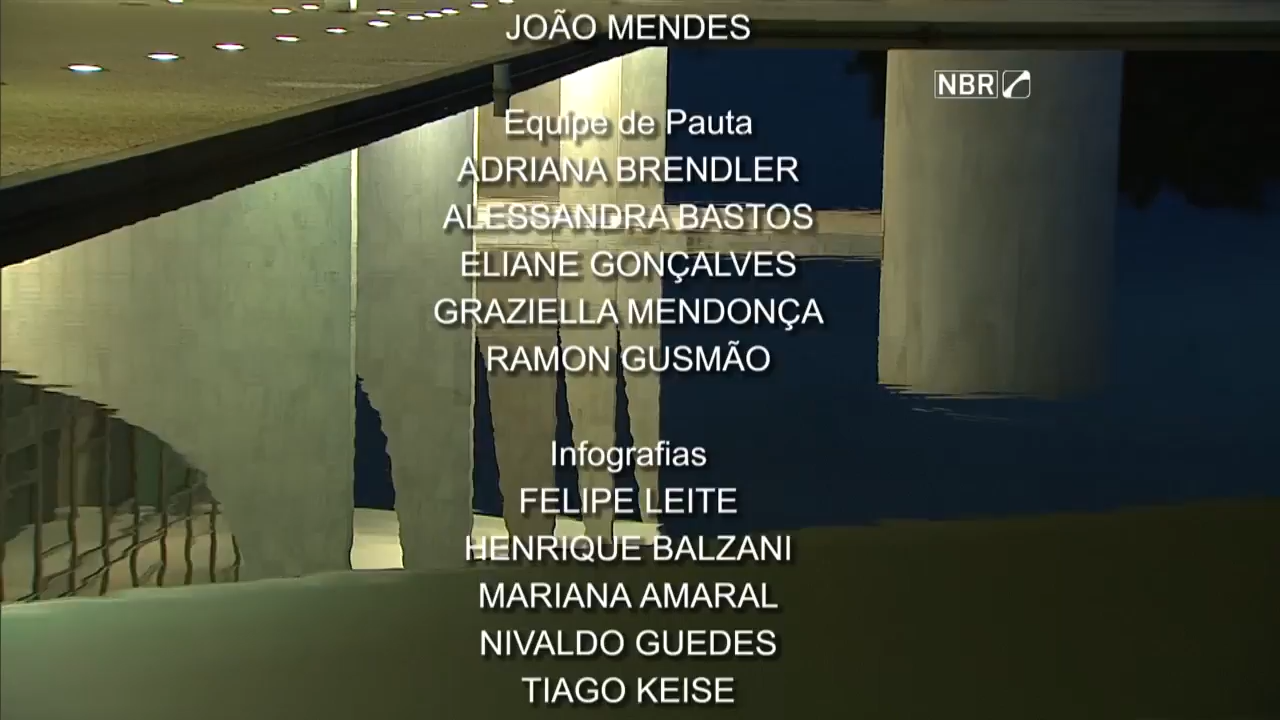 JOÃO MENDES
NBR
Equipe de Pauta
ADRIANA BRENDLER
ALESSANDRA BASTOS
ELIANE GONÇALVES
GRAZIELLA MENDONÇA
RAMON GUSMÃO
Infografias
FELIPE LEITE
HENRIQUE BALZANI
MARIANA AMARAL
NIVALDO GUEDES
TIAGO KEISE